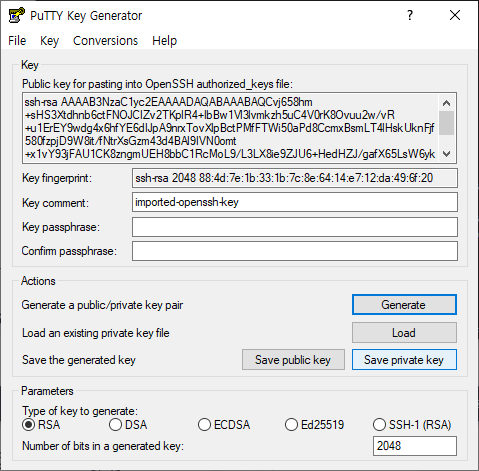 PuTTY Key Generator
? ×
File Key Conversions Help
Key
Public key for pasting into OpenSSH authorized_keys file:
ssh-rsa AAAAB3NzaC1yc2EAAAADAQABAAABAQCvj658hm
+sHS3Xtdhnb6ctFNOJCIZv2TKplR4+IbBw1Vl3lvmkzh5uC4V0rK8Ovuu2w/vR
+u1ErEY9wdg4x6hfYE6dIJpA9nrxTovXlpBctPMfFTWi50aPd8CcmxBsmLT4IHskUknFjf
580fzpjD9W8it/fNtrXsGzm43d4BAl9IVN0omt
+x1vY93jFAU1CK8zngmUEH8bbC1RcMoL9/L3LX8ie9ZJU6+HedHZJ/gafX65LsW6yk
Key fingerprint: ssh-rsa 2048 88:4d:7e:1b:33:1b:7c:8e:64:14:e7:12:da:49:6f:20
Key comment: imported-openssh-key
Key passphrase:
Confirm passphrase:
Actions
Generate a public/private key pair Generate
Load an existing private key file Load
Save the generated key Save public key Save private key
Parameters
Type of key to generate:
RSA DSA ECDSA Ed25519 SSH-1 (RSA)
Number of bits in a generated key: 2048